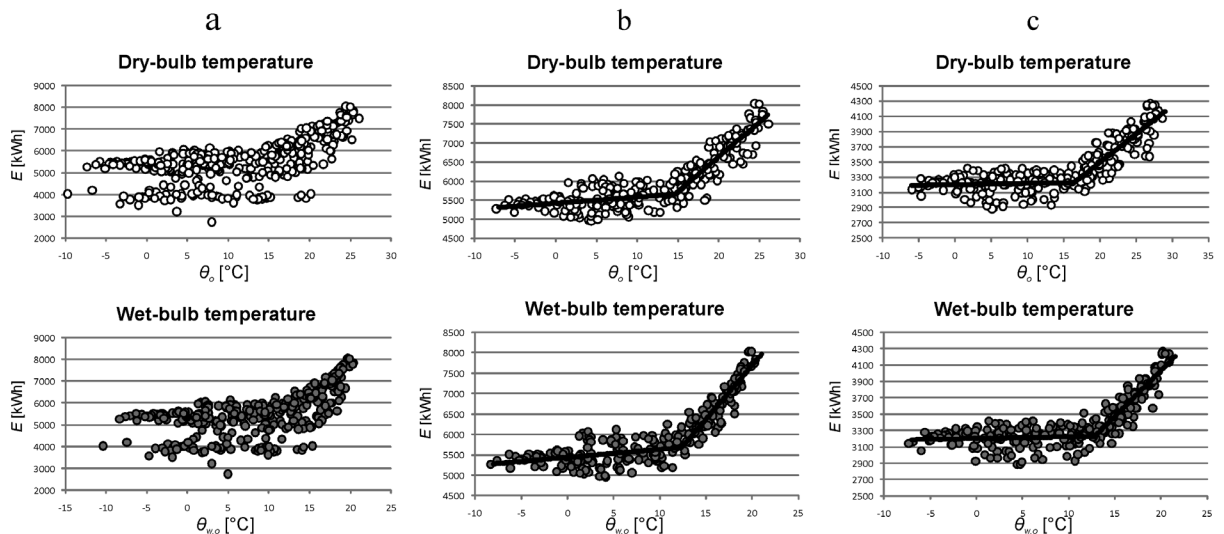 a
b
c
Dry-bulb temperature
E [kWh]
9000
8000
7000
6000
5000
4000
3000
2000
-10 -5 0 5 10 15 20 25 30
θo [°C]
Dry-bulb temperature
E [kWh]
8500
8000
7500
7000
6500
6000
5500
5000
4500
-10 -5 0 5 10 15 20 25 30
θo [°C]
Dry-bulb temperature
E [kWh]
4500
4300
4100
3900
3700
3500
3300
3100
2900
2700
2500
-10 -5 0 5 10 15 20 25 30 35
θo [°C]
Wet-bulb temperature
E [kWh]
9000
8000
7000
6000
5000
4000
3000
2000
-15 -10 -5 0 5 10 15 20 25
θw,o [°C]
Wet-bulb temperature
E [kWh]
8500
8000
7500
7000
6500
6000
5500
5000
4500
-10 -5 0 5 10 15 20 25
θw,o [°C]
Wet-bulb temperature
E [kWh]
4500
4300
4100
3900
3700
3500
3300
3100
2900
2700
2500
-10 -5 0 5 10 15 20 25
θw,o [°C]